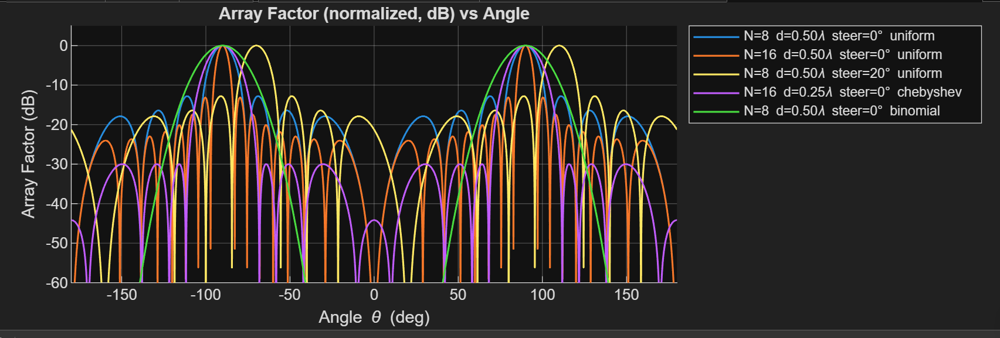 Array Factor (normalized, dB) vs Angle
N=8 d=0.50λ steer=0° uniform
N=16 d=0.50λ steer=0° uniform
N=8 d=0.50λ steer=20° uniform
N=16 d=0.25λ steer=0° chebyshev
N=8 d=0.50λ steer=0° binomial
Array Factor (dB)
0
-10
-20
-30
-40
-50
-60
-150 -100 -50 0 50 100 150
Angle θ (deg)